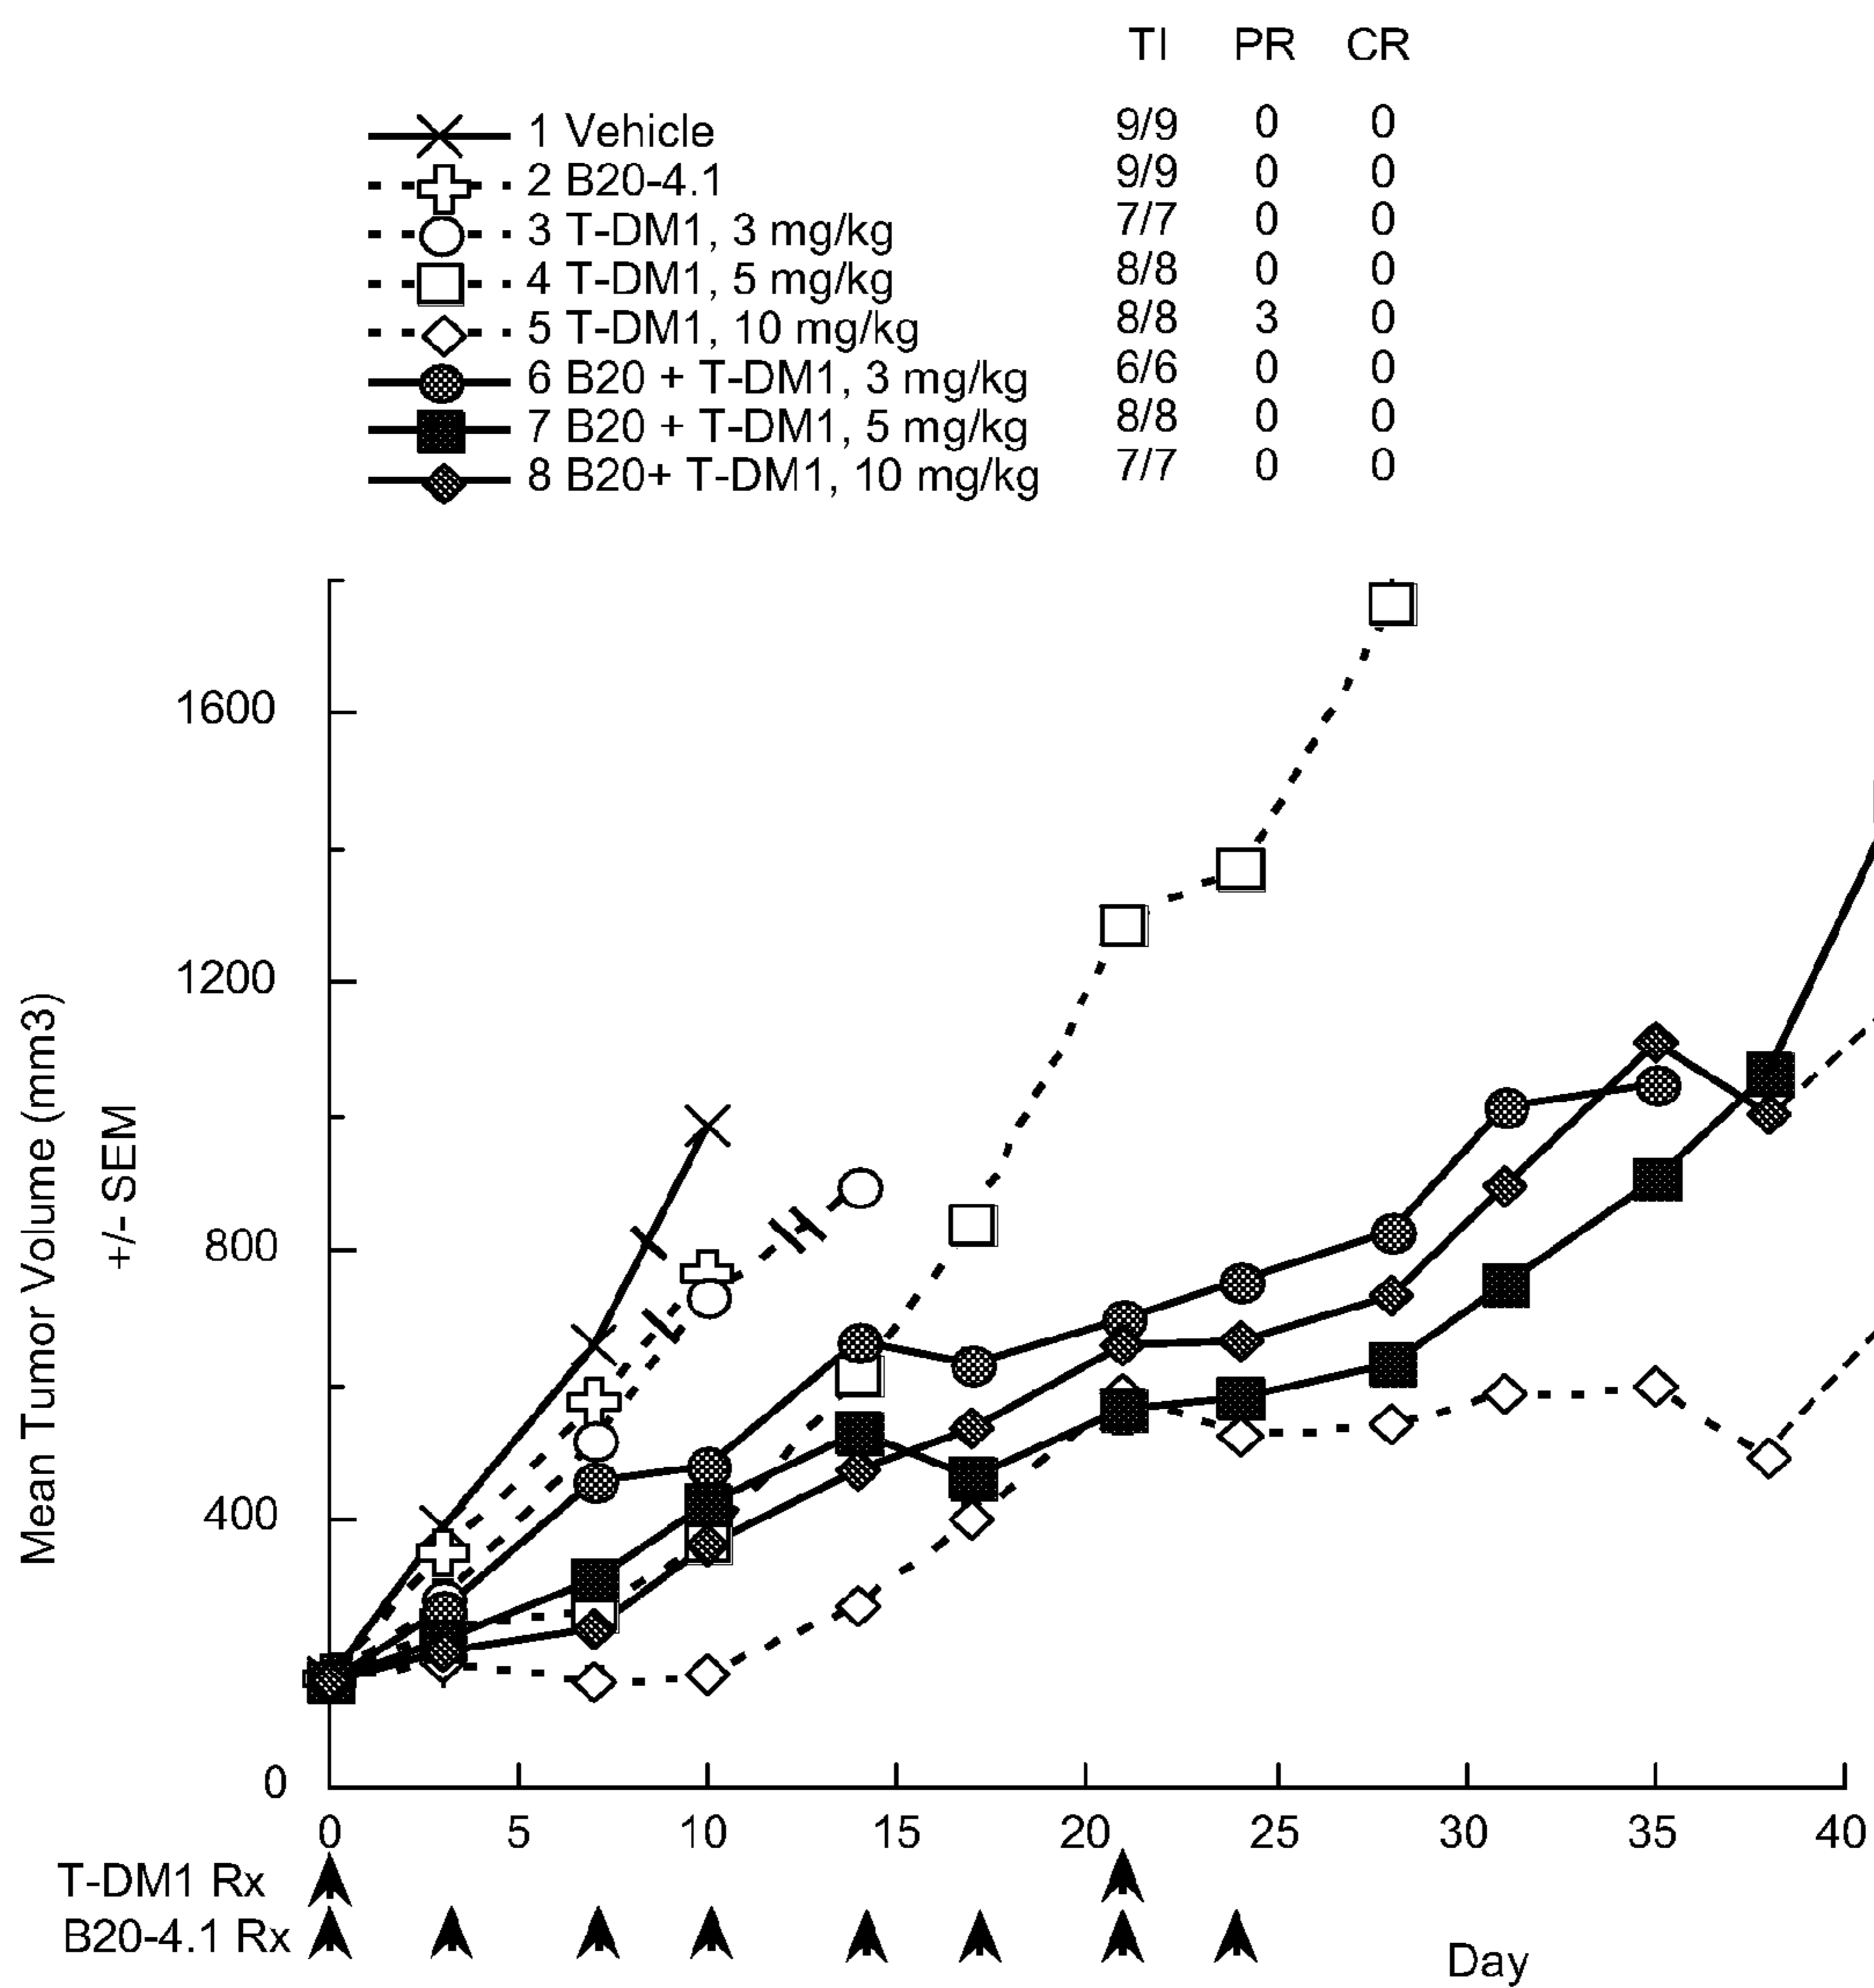 TI PR CR
1 Vehicle 9/9 0 0
2 B20-4.1 9/9 0 0
3 T-DM1, 3 mg/kg 7/7 0 0
4 T-DM1, 5 mg/kg 8/8 0 0
5 T-DM1, 10 mg/kg 8/8 3 0
6 B20 + T-DM1, 3 mg/kg 6/6 0 0
7 B20 + T-DM1, 5 mg/kg 8/8 0 0
8 B20+ T-DM1, 10 mg/kg 7/7 0 0
Mean Tumor Volume (mm3)
+/- SEM
1600
1200
800
400
0
0 5 10 15 20 25 30 35 40
T-DM1 Rx
B20-4.1 Rx
Day